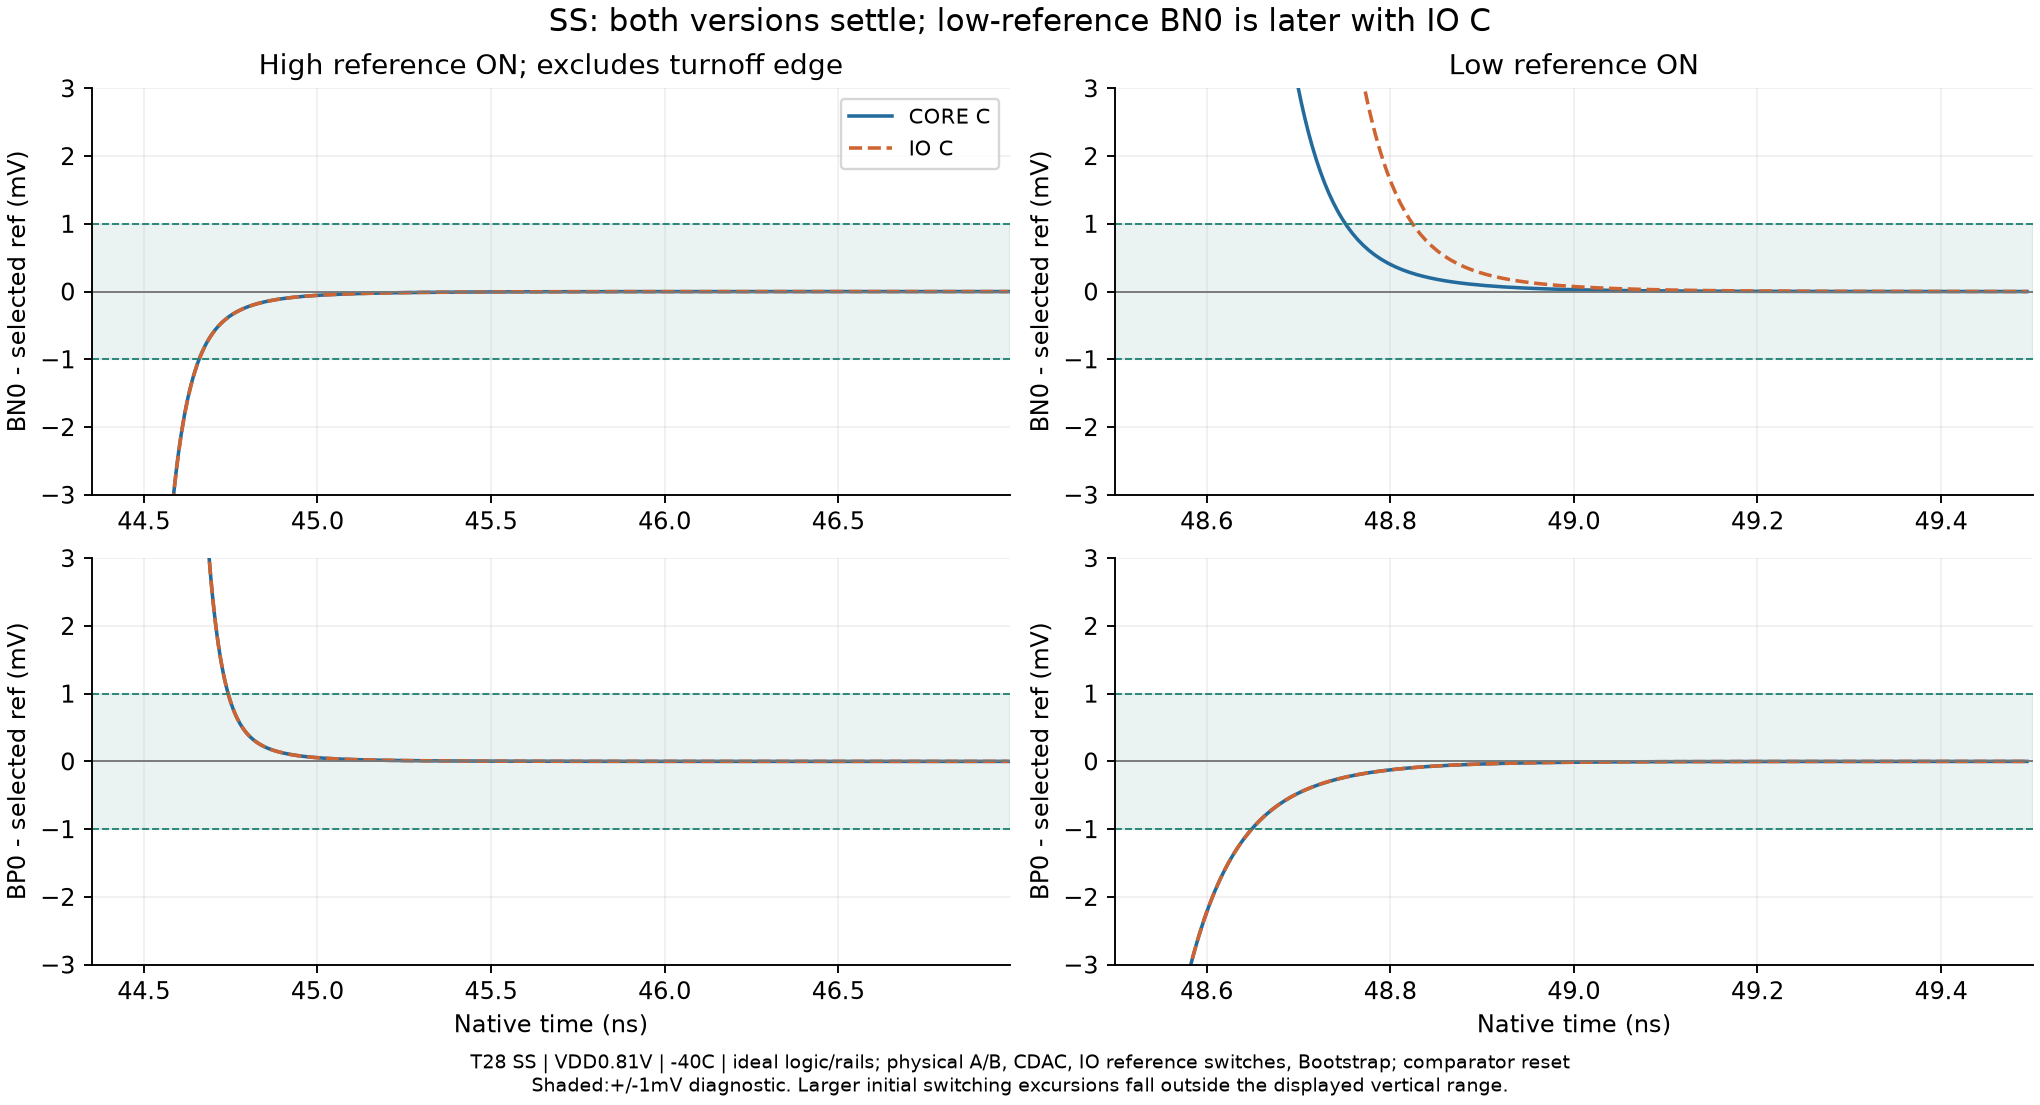 SS: both versions settle; low-reference BN0 is later with IO C
High reference ON; excludes turnoff edge
BN0 - selected ref (mV)
3
2
1
0
−1
−2
−3
CORE C
IO C
44.5 45.0 45.5 46.0 46.5
Low reference ON
BN0 - selected ref (mV)
3
2
1
0
−1
−2
−3
48.6 48.8 49.0 49.2 49.4
BP0 - selected ref (mV)
3
2
1
0
−1
−2
−3
44.5 45.0 45.5 46.0 46.5
Native time (ns)
BP0 - selected ref (mV)
3
2
1
0
−1
−2
−3
48.6 48.8 49.0 49.2 49.4
Native time (ns)
T28 SS | VDD0.81V | -40C | ideal logic/rails; physical A/B, CDAC, IO reference switches, Bootstrap; comparator reset
Shaded:+/-1mV diagnostic. Larger initial switching excursions fall outside the displayed vertical range.